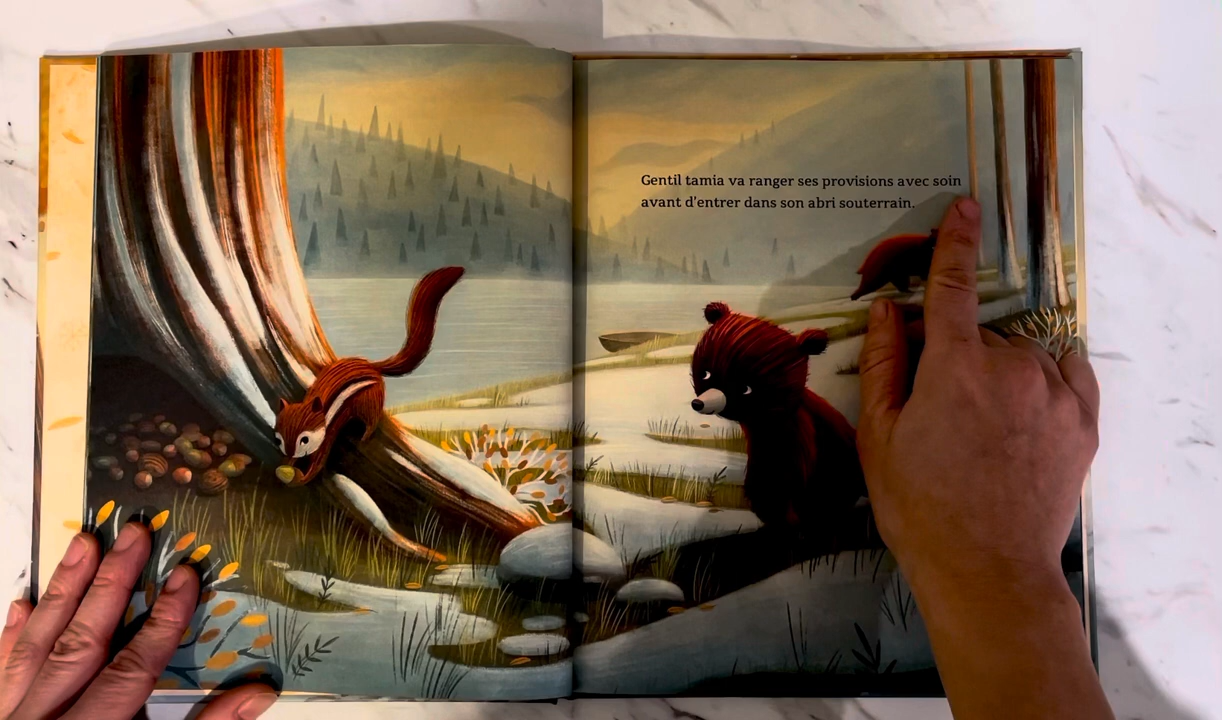 Gentil tamia va ranger ses provisions avec soin
avant d'entrer dans son abri souterrain.